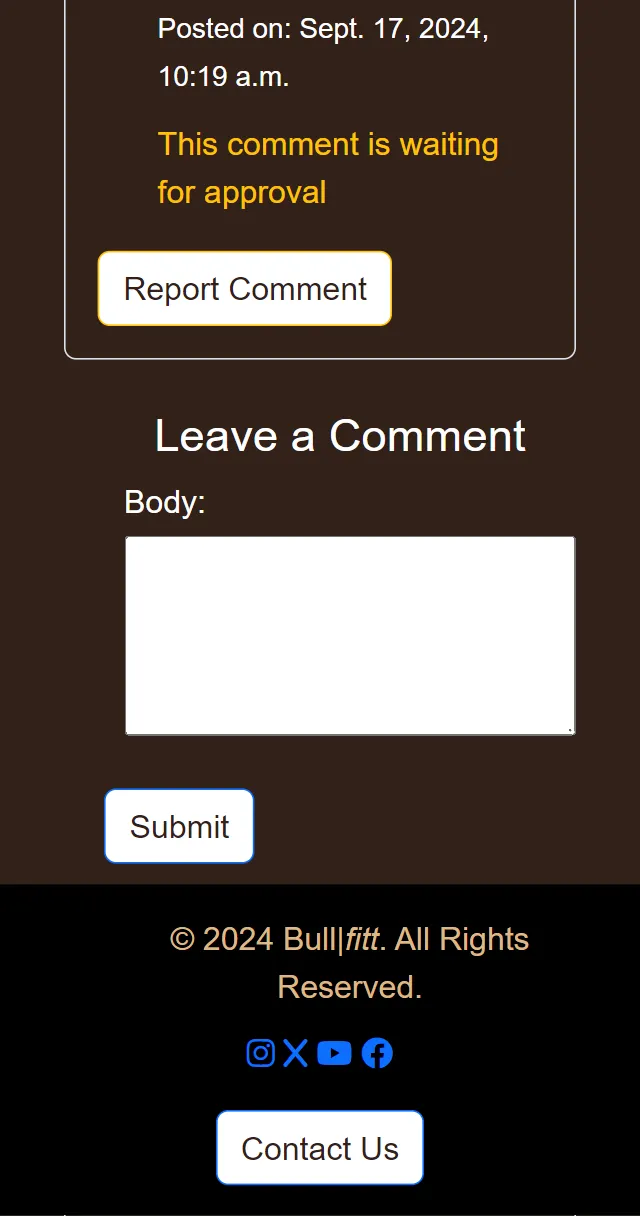 Posted on: Sept. 17, 2024,
10:19 a.m.
This comment is waiting
for approval
Report Comment
Leave a Comment
Body:
Submit
© 2024 Bull|fitt. All Rights
Reserved.
Contact Us